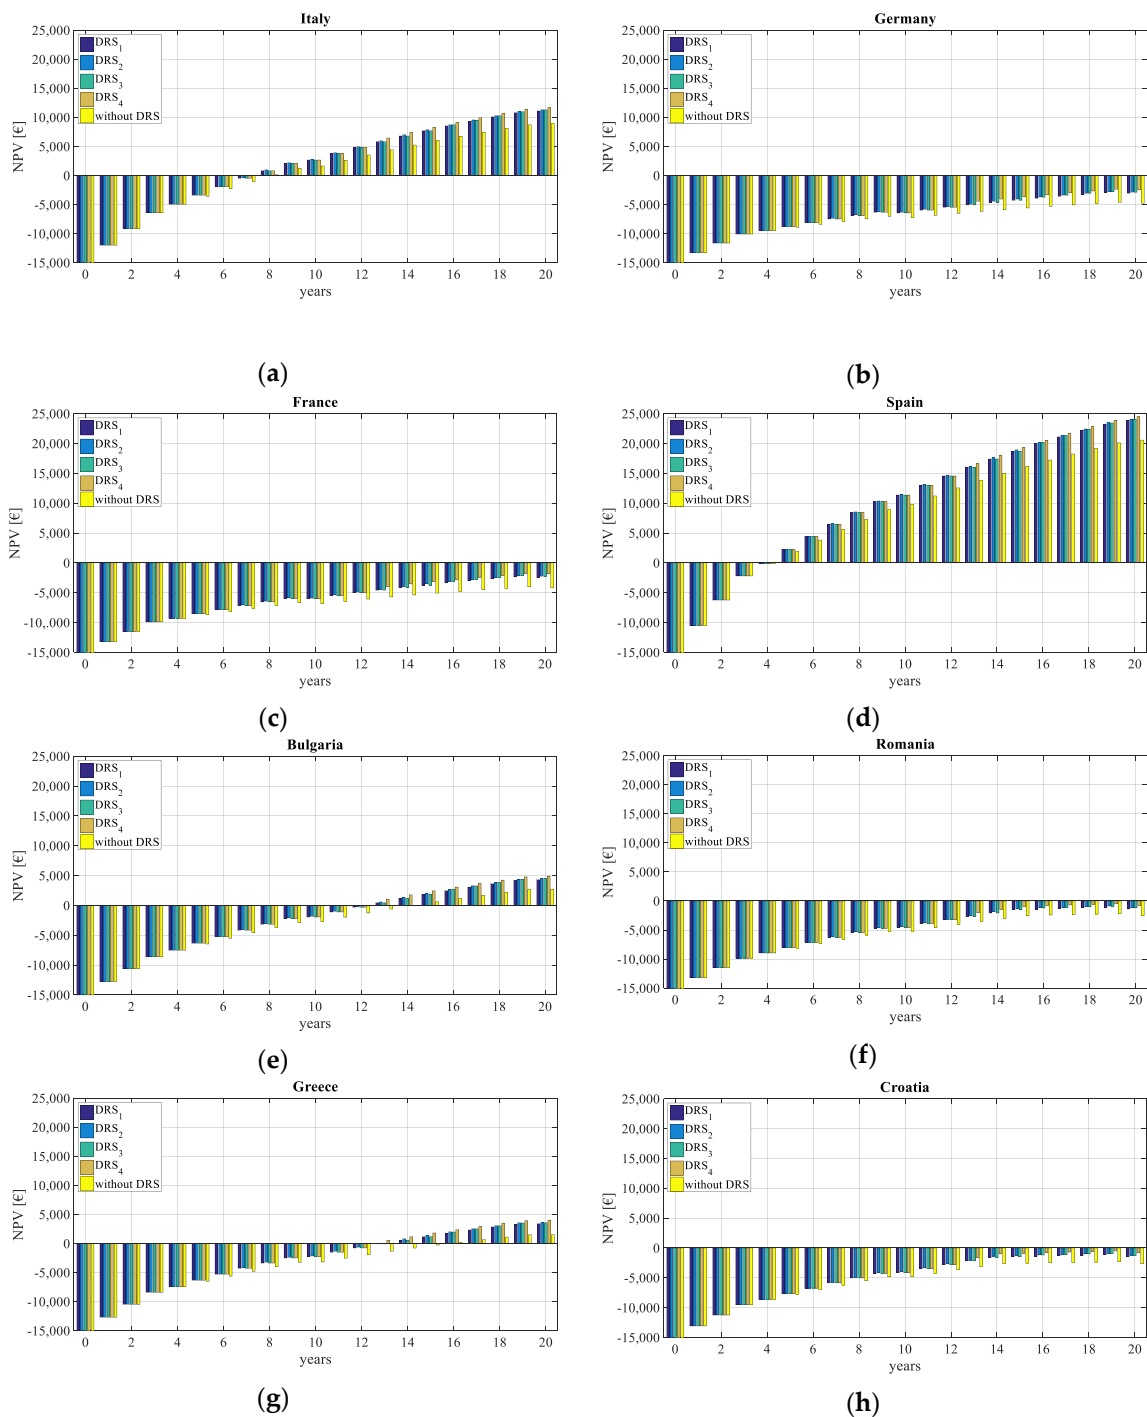 Italy
25,000
20,000
15,000
10,000
5,000
0
-5,000
-10,000
-15,000
NPV [€]
DRS1
DRS2
DRS3
DRS4
without DRS
0 2 4 6 8 10 12 14 16 18 20
years
(a)
Germany
25,000
20,000
15,000
10,000
5,000
0
-5,000
-10,000
-15,000
NPV [€]
DRS1
DRS2
DRS3
DRS4
without DRS
0 2 4 6 8 10 12 14 16 18 20
years
(b)
France
25,000
20,000
15,000
10,000
5,000
0
-5,000
-10,000
-15,000
NPV [€]
DRS1
DRS2
DRS3
DRS4
without DRS
0 2 4 6 8 10 12 14 16 18 20
years
(c)
Spain
25,000
20,000
15,000
10,000
5,000
0
-5,000
-10,000
-15,000
NPV [€]
DRS1
DRS2
DRS3
DRS4
without DRS
0 2 4 6 8 10 12 14 16 18 20
years
(d)
Bulgaria
25,000
20,000
15,000
10,000
5,000
0
-5,000
-10,000
-15,000
NPV [€]
DRS1
DRS2
DRS3
DRS4
without DRS
0 2 4 6 8 10 12 14 16 18 20
years
(e)
Romania
25,000
20,000
15,000
10,000
5,000
0
-5,000
-10,000
-15,000
NPV [€]
DRS1
DRS2
DRS3
DRS4
without DRS
0 2 4 6 8 10 12 14 16 18 20
years
(f)
Greece
25,000
20,000
15,000
10,000
5,000
0
-5,000
-10,000
-15,000
NPV [€]
DRS1
DRS2
DRS3
DRS4
without DRS
0 2 4 6 8 10 12 14 16 18 20
years
(g)
Croatia
25,000
20,000
15,000
10,000
5,000
0
-5,000
-10,000
-15,000
NPV [€]
DRS1
DRS2
DRS3
DRS4
without DRS
0 2 4 6 8 10 12 14 16 18 20
years
(h)